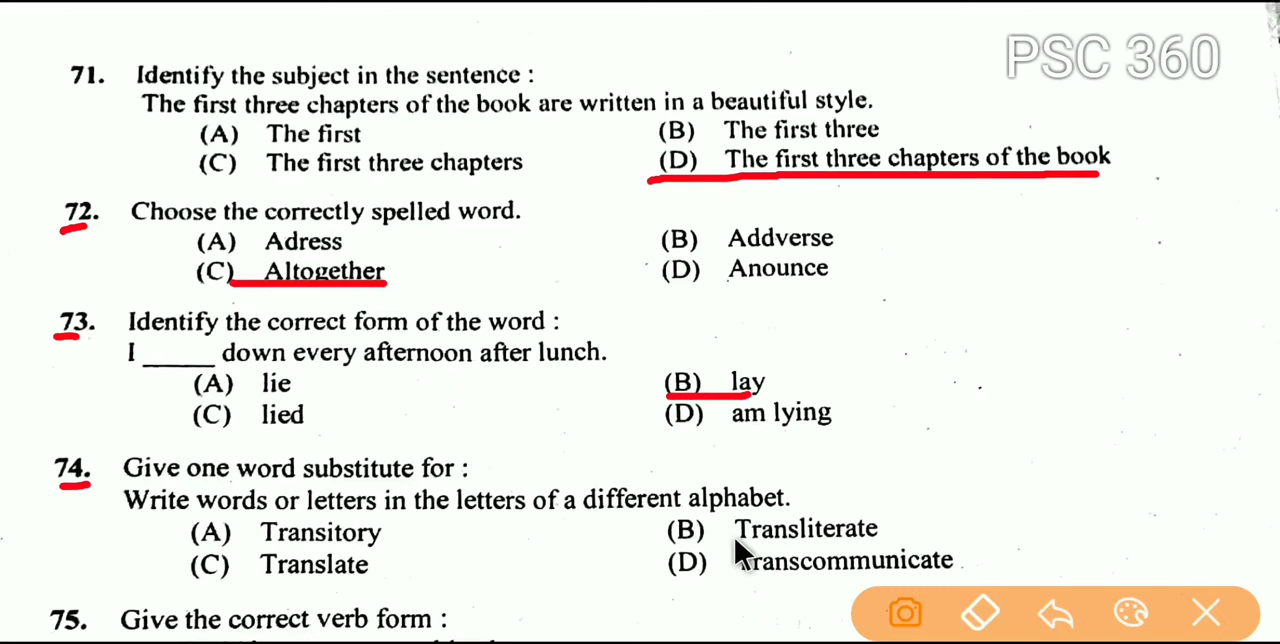 PSC 360
71. Identify the subject in the sentence :
The first three chapters of the book are written in a beautiful style.
(A) The first (B) The first three
(C) The first three chapters (D) The first three chapters of the book
72. Choose the correctly spelled word.
(A) Adress (B) Addverse
(C) Altogether (D) Anounce
73. Identify the correct form of the word :
I _____ down every afternoon after lunch.
(A) lie (B) lay
(C) lied (D) am lying
74. Give one word substitute for :
Write words or letters in the letters of a different alphabet.
(A) Transitory (B) Transliterate
(C) Translate (D) Transcommunicate
75. Give the correct verb form :